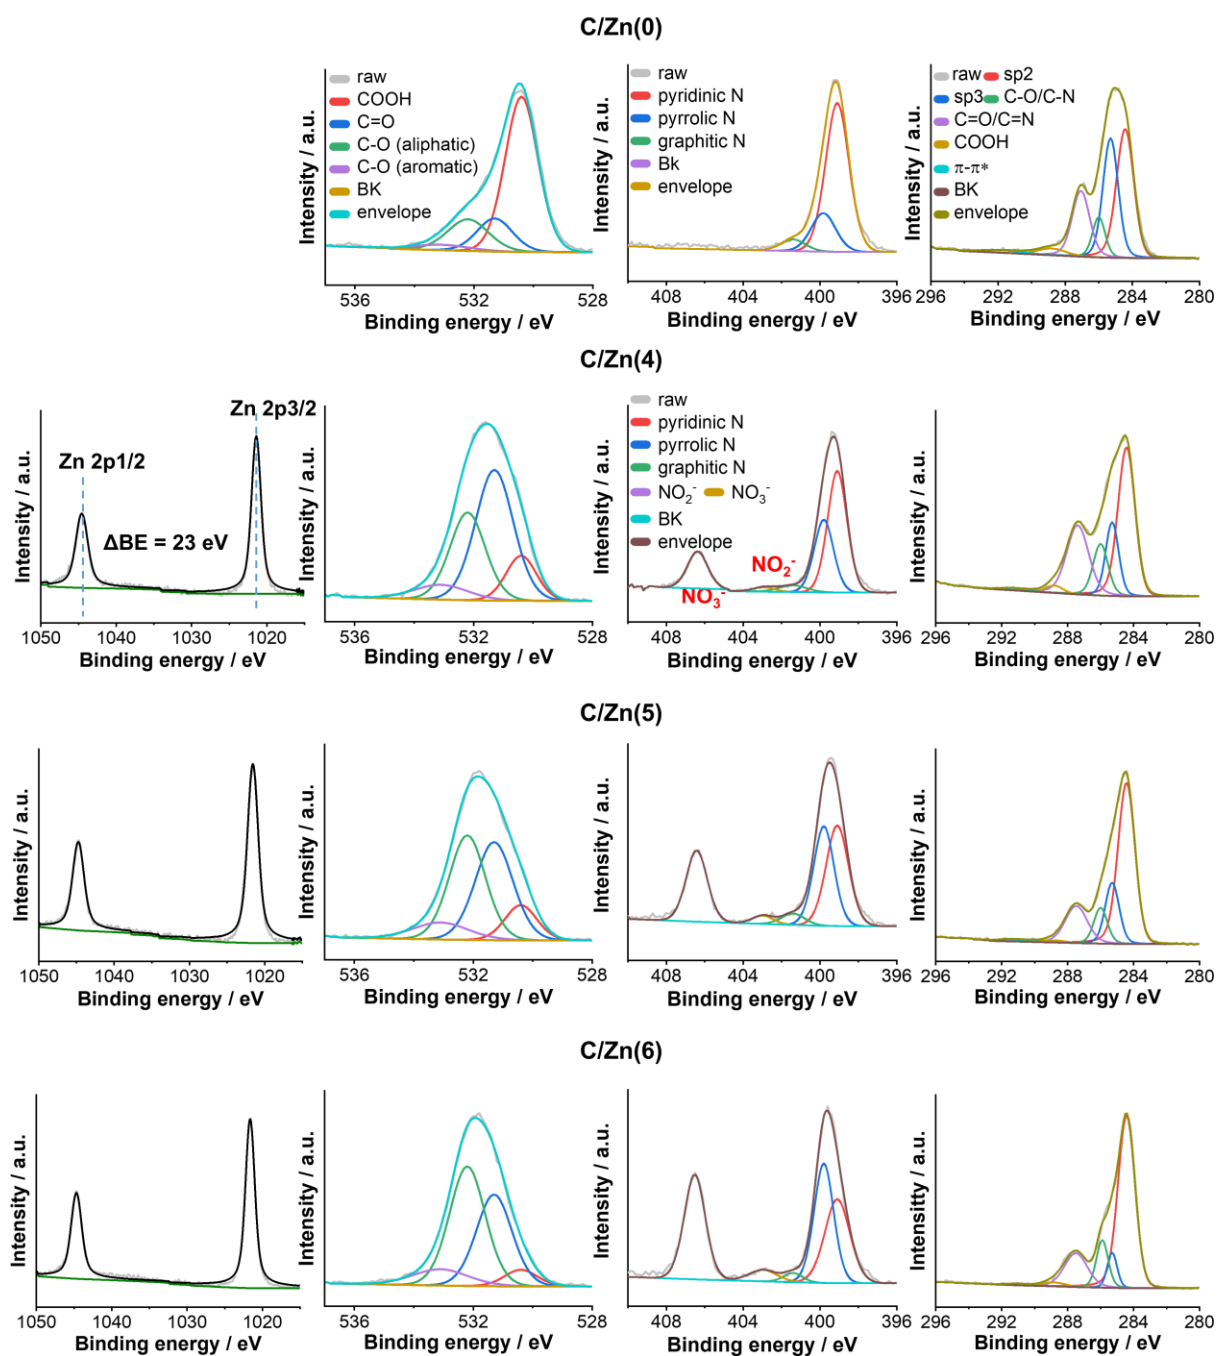 C/Zn(0)
Intensity / a.u.
raw
COOH
C=O
C-O (aliphatic)
C-O (aromatic)
BK
envelope
536 532 528
Binding energy / eV
Intensity / a.u.
raw
pyridinic N
pyrrolic N
graphitic N
Bk
envelope
408 404 400 396
Binding energy / eV
Intensity / a.u.
raw sp2
sp3 C-O/C-N
C=O/C=N
COOH
π-π*
BK
envelope
296 292 288 284 280
Binding energy / eV
C/Zn(4)
Intensity / a.u.
Zn 2p3/2
Zn 2p1/2
ΔBE = 23 eV
1050 1040 1030 1020
Binding energy / eV
Intensity / a.u.
536 532 528
Binding energy / eV
Intensity / a.u.
raw
pyridinic N
pyrrolic N
graphitic N
NO₂⁻ NO₃⁻
BK
envelope
NO₂⁻
NO₃⁻
408 404 400 396
Binding energy / eV
Intensity / a.u.
296 292 288 284 280
Binding energy / eV
C/Zn(5)
Intensity / a.u.
1050 1040 1030 1020
Binding energy / eV
Intensity / a.u.
536 532 528
Binding energy / eV
Intensity / a.u.
408 404 400 396
Binding energy / eV
Intensity / a.u.
296 292 288 284 280
Binding energy / eV
C/Zn(6)
Intensity / a.u.
1050 1040 1030 1020
Binding energy / eV
Intensity / a.u.
536 532 528
Binding energy / eV
Intensity / a.u.
408 404 400 396
Binding energy / eV
Intensitty / a.u.
296 292 288 284 280
Binding energy / eV